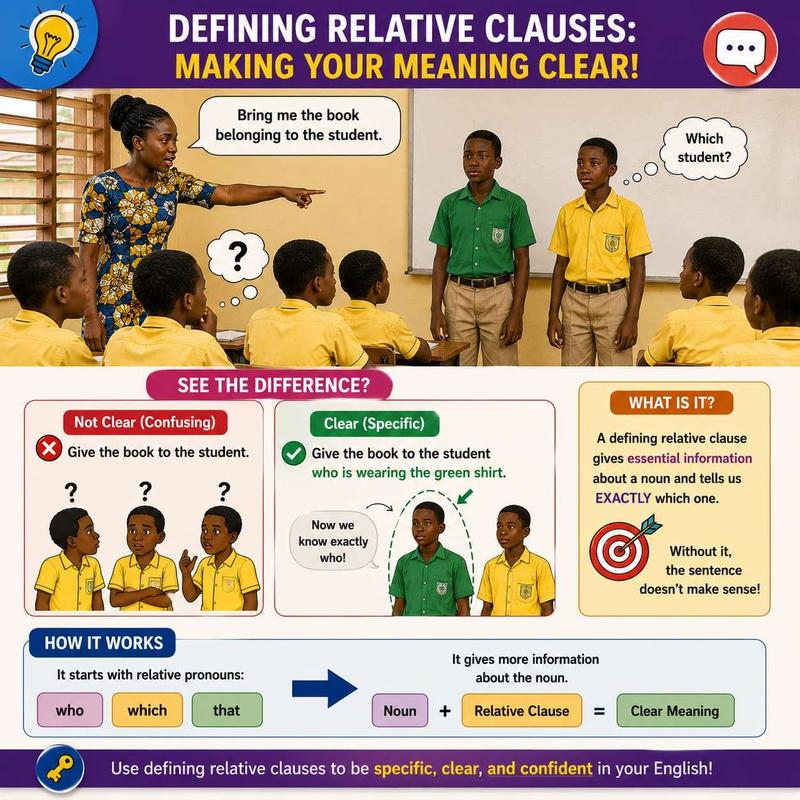 DEFINING RELATIVE CLAUSES:
MAKING YOUR MEANING CLEAR!
Bring me the book
belonging to the student.
Which
student?
?
SEE THE DIFFERENCE?
Not Clear (Confusing)
Give the book to the student.
? ? ?
Clear (Specific)
Give the book to the student
who is wearing the green shirt.
Now we
know exactly
who!
WHAT IS IT?
A defining relative clause
gives essential information
about a noun and tells us
EXACTLY which one.
Without it,
the sentence
doesn't make sense!
HOW IT WORKS
It starts with relative pronouns:
who which that
It gives more information
about the noun.
Noun + Relative Clause = Clear Meaning
Use defining relative clauses to be specific, clear, and confident in your English!